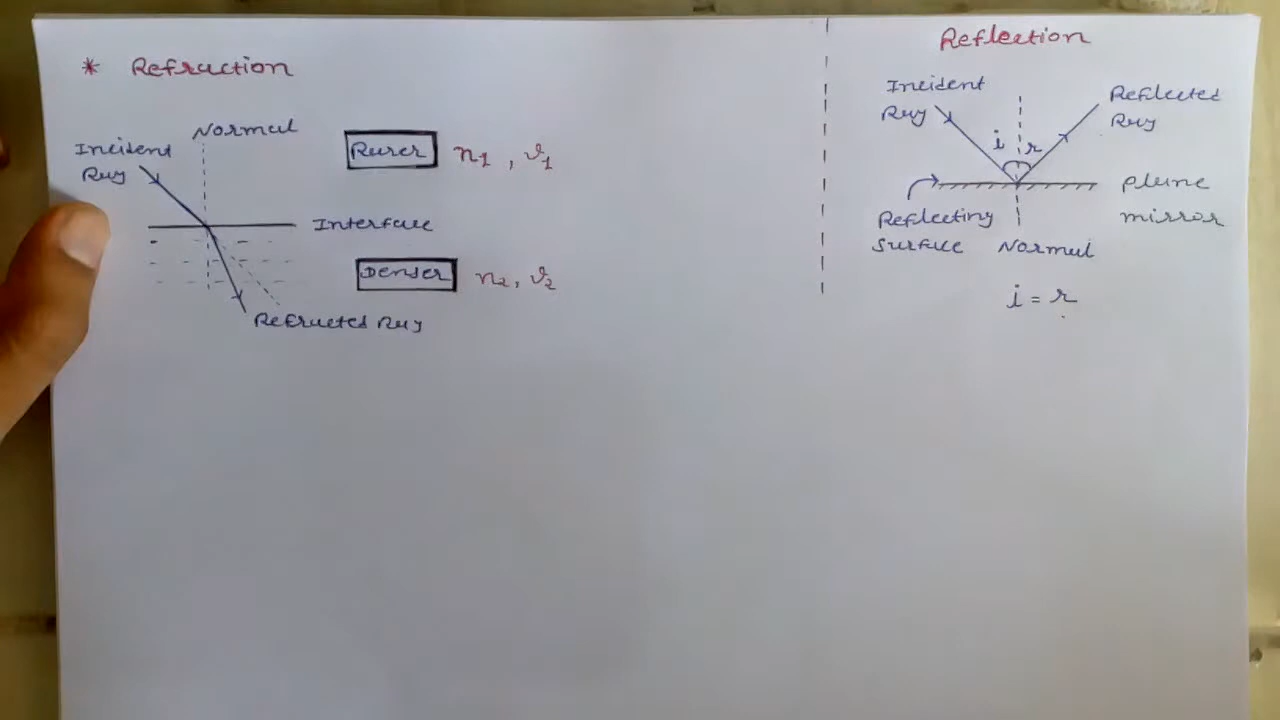 * Refraction
Normal
Incident
Ray
Rarer n1 , v1
Interface
Denser n2, v2
Refracted Ray
Reflection
Incident
Ray
Reflected
Ray
i r
plane
mirror
Reflecting
Surface
Normal
i = r